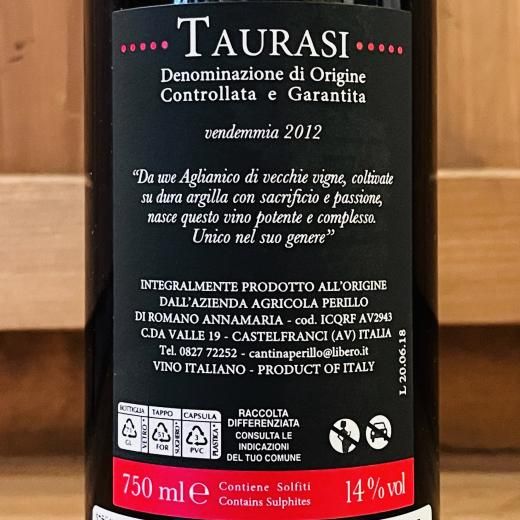 TAURASI
Denominazione di Origine
Controllata e Garantita
vendemmia 2012
“Da uve Aglianico di vecchie vigne, coltivate
su dura argilla con sacrificio e passione,
nasce questo vino potente e complesso.
Unico nel suo genere”
INTEGRALMENTE PRODOTTO ALL'ORIGINE
DALL'AZIENDA AGRICOLA PERILLO
DI ROMANO ANNAMARIA - cod. ICQRF AV2943
C.DA VALLE 19 - CASTELFRANCI (AV) ITALIA
Tel. 0827 72252 - cantinaperillo@libero.it
VINO ITALIANO - PRODUCT OF ITALY
L 20.06.18
BOTTIGLIA TAPPO CAPSULA
GL VETRO
FOR SUGHERO
PVC PLASTICA
RACCOLTA
DIFFERENZIATA
CONSULTA LE
INDICAZIONI
DEL TUO COMUNE
750 ml e
Contiene Solfiti
Contains Sulphites
14% vol